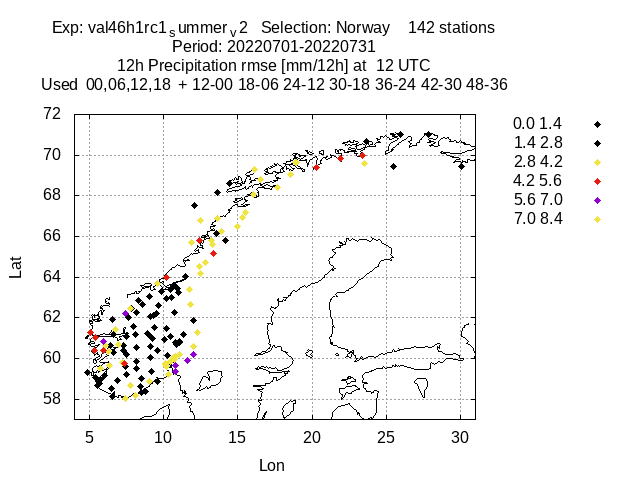 Exp: val46h1rc1summerv2 Selection: Norway 142 stations
Period: 20220701-20220731
12h Precipitation rmse [mm/12h] at 12 UTC
Used 00,06,12,18 + 12-00 18-06 24-12 30-18 36-24 42-30 48-36
72
70
68
66
64
62
60
58
5 10 15 20 25 30
Lat
Lon
0.0 1.4
1.4 2.8
2.8 4.2
4.2 5.6
5.6 7.0
7.0 8.4